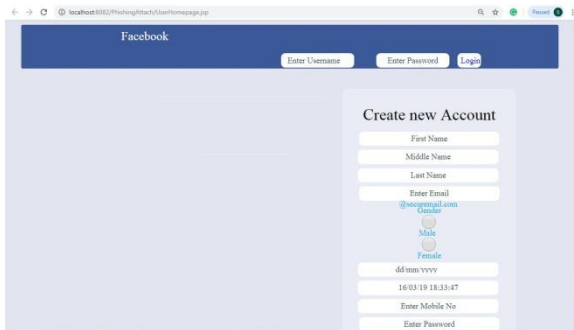 localhost:8082/PhishingAttach/UserHomepage.jsp
Paused
Facebook
Enter Username
Enter Password
Login
Create new Account
First Name
Middle Name
Last Name
Enter Email
@securemail.com
Gender
Male
Female
dd/mm/yyyy
16/03/19 18:33:47
Enter Mobile No
Enter Password